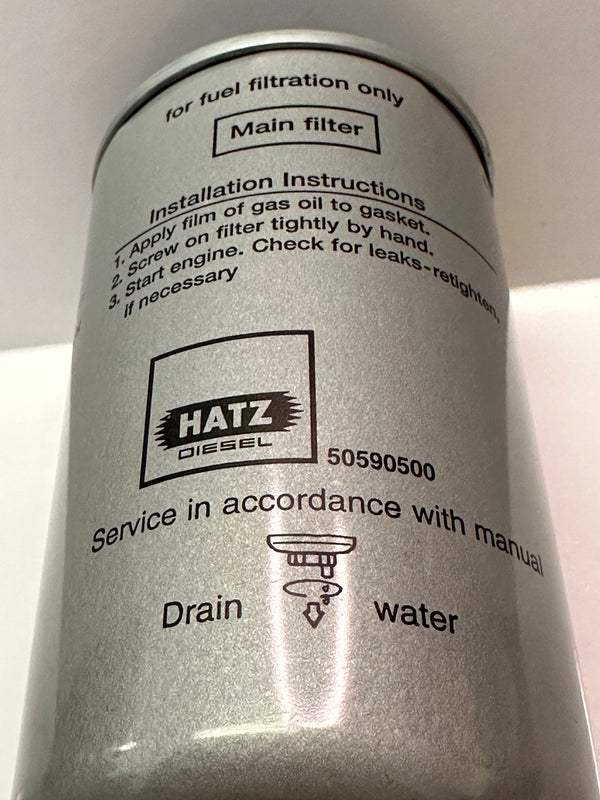 for fuel filtration only
Main filter
Installation Instructions
1. Apply film of gas oil to gasket.
2. Screw on filter tightly by hand.
3. Start engine. Check for leaks-retighten,
if necessary
HATZ
DIESEL
50590500
Service in accordance with manual
Drain water